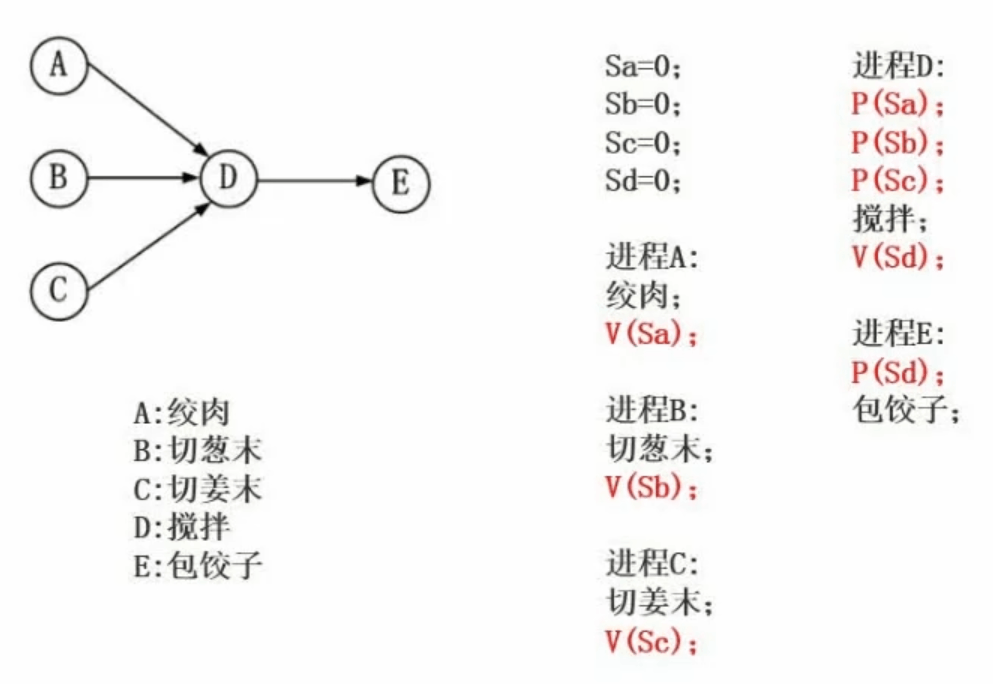 A
B
C
D
E
A:绞肉
B:切葱末
C:切姜末
D:搅拌
E:包饺子
Sa=0;
Sb=0;
Sc=0;
Sd=0;
进程A:
绞肉;
V(Sa);
进程B:
切葱末;
V(Sb);
进程C:
切姜末;
V(Sc);
进程D:
P(Sa);
P(Sb);
P(Sc);
搅拌;
V(Sd);
进程E:
P(Sd);
包饺子;